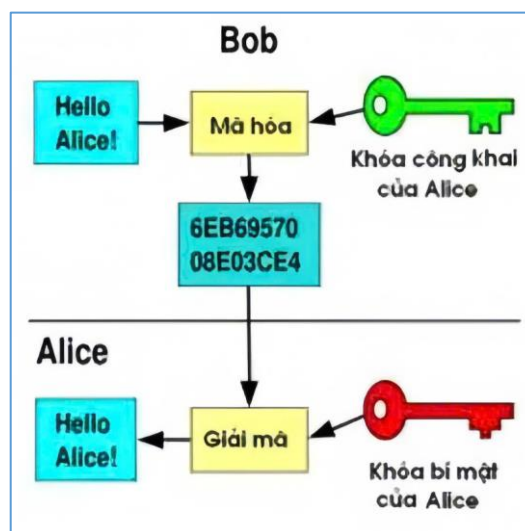 Bob
Hello
Alice!
Mã hóa
Khóa công khai
của Alice
6EB69570
08E03CE4
Alice
Hello
Alice!
Giải mã
Khóa bí mật
của Alice